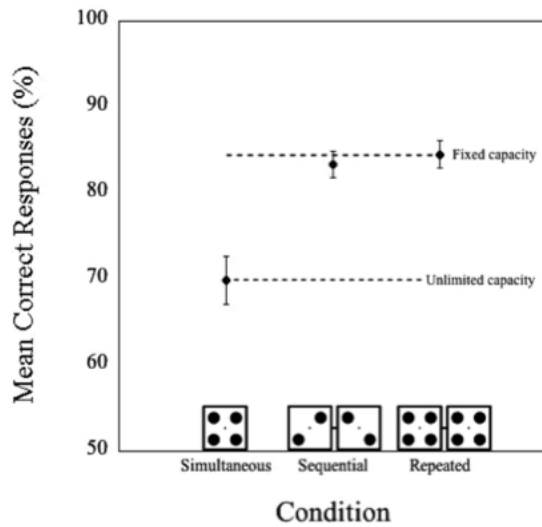 Mean Correct Responses (%)
100
90
80
70
60
50
Fixed capacity
Unlimited capacity
Simultaneous Sequential Repeated
Condition